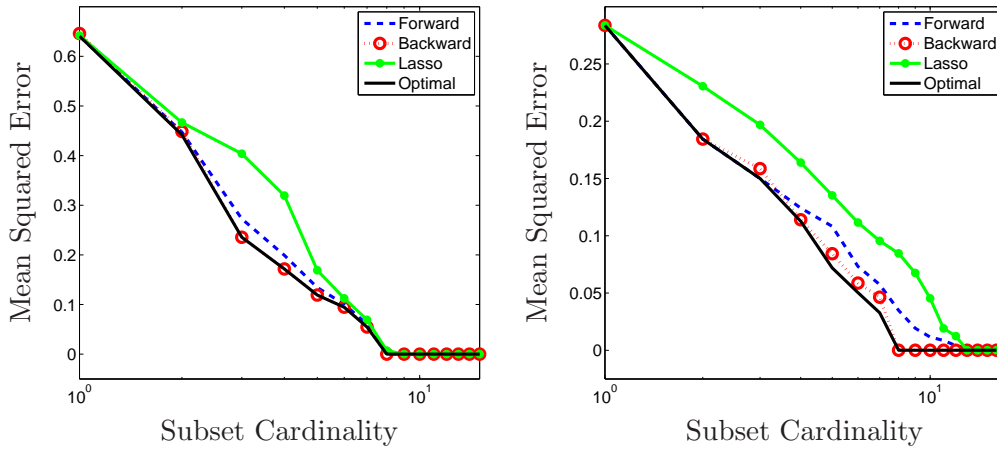 Mean Squared Error
0.6
0.5
0.4
0.3
0.2
0.1
0
10^0
10^1
Subset Cardinality
Forward
Backward
Lasso
Optimal
Mean Squared Error
0.25
0.2
0.15
0.1
0.05
0
10^0
10^1
Subset Cardinality
Forward
Backward
Lasso
Optimal